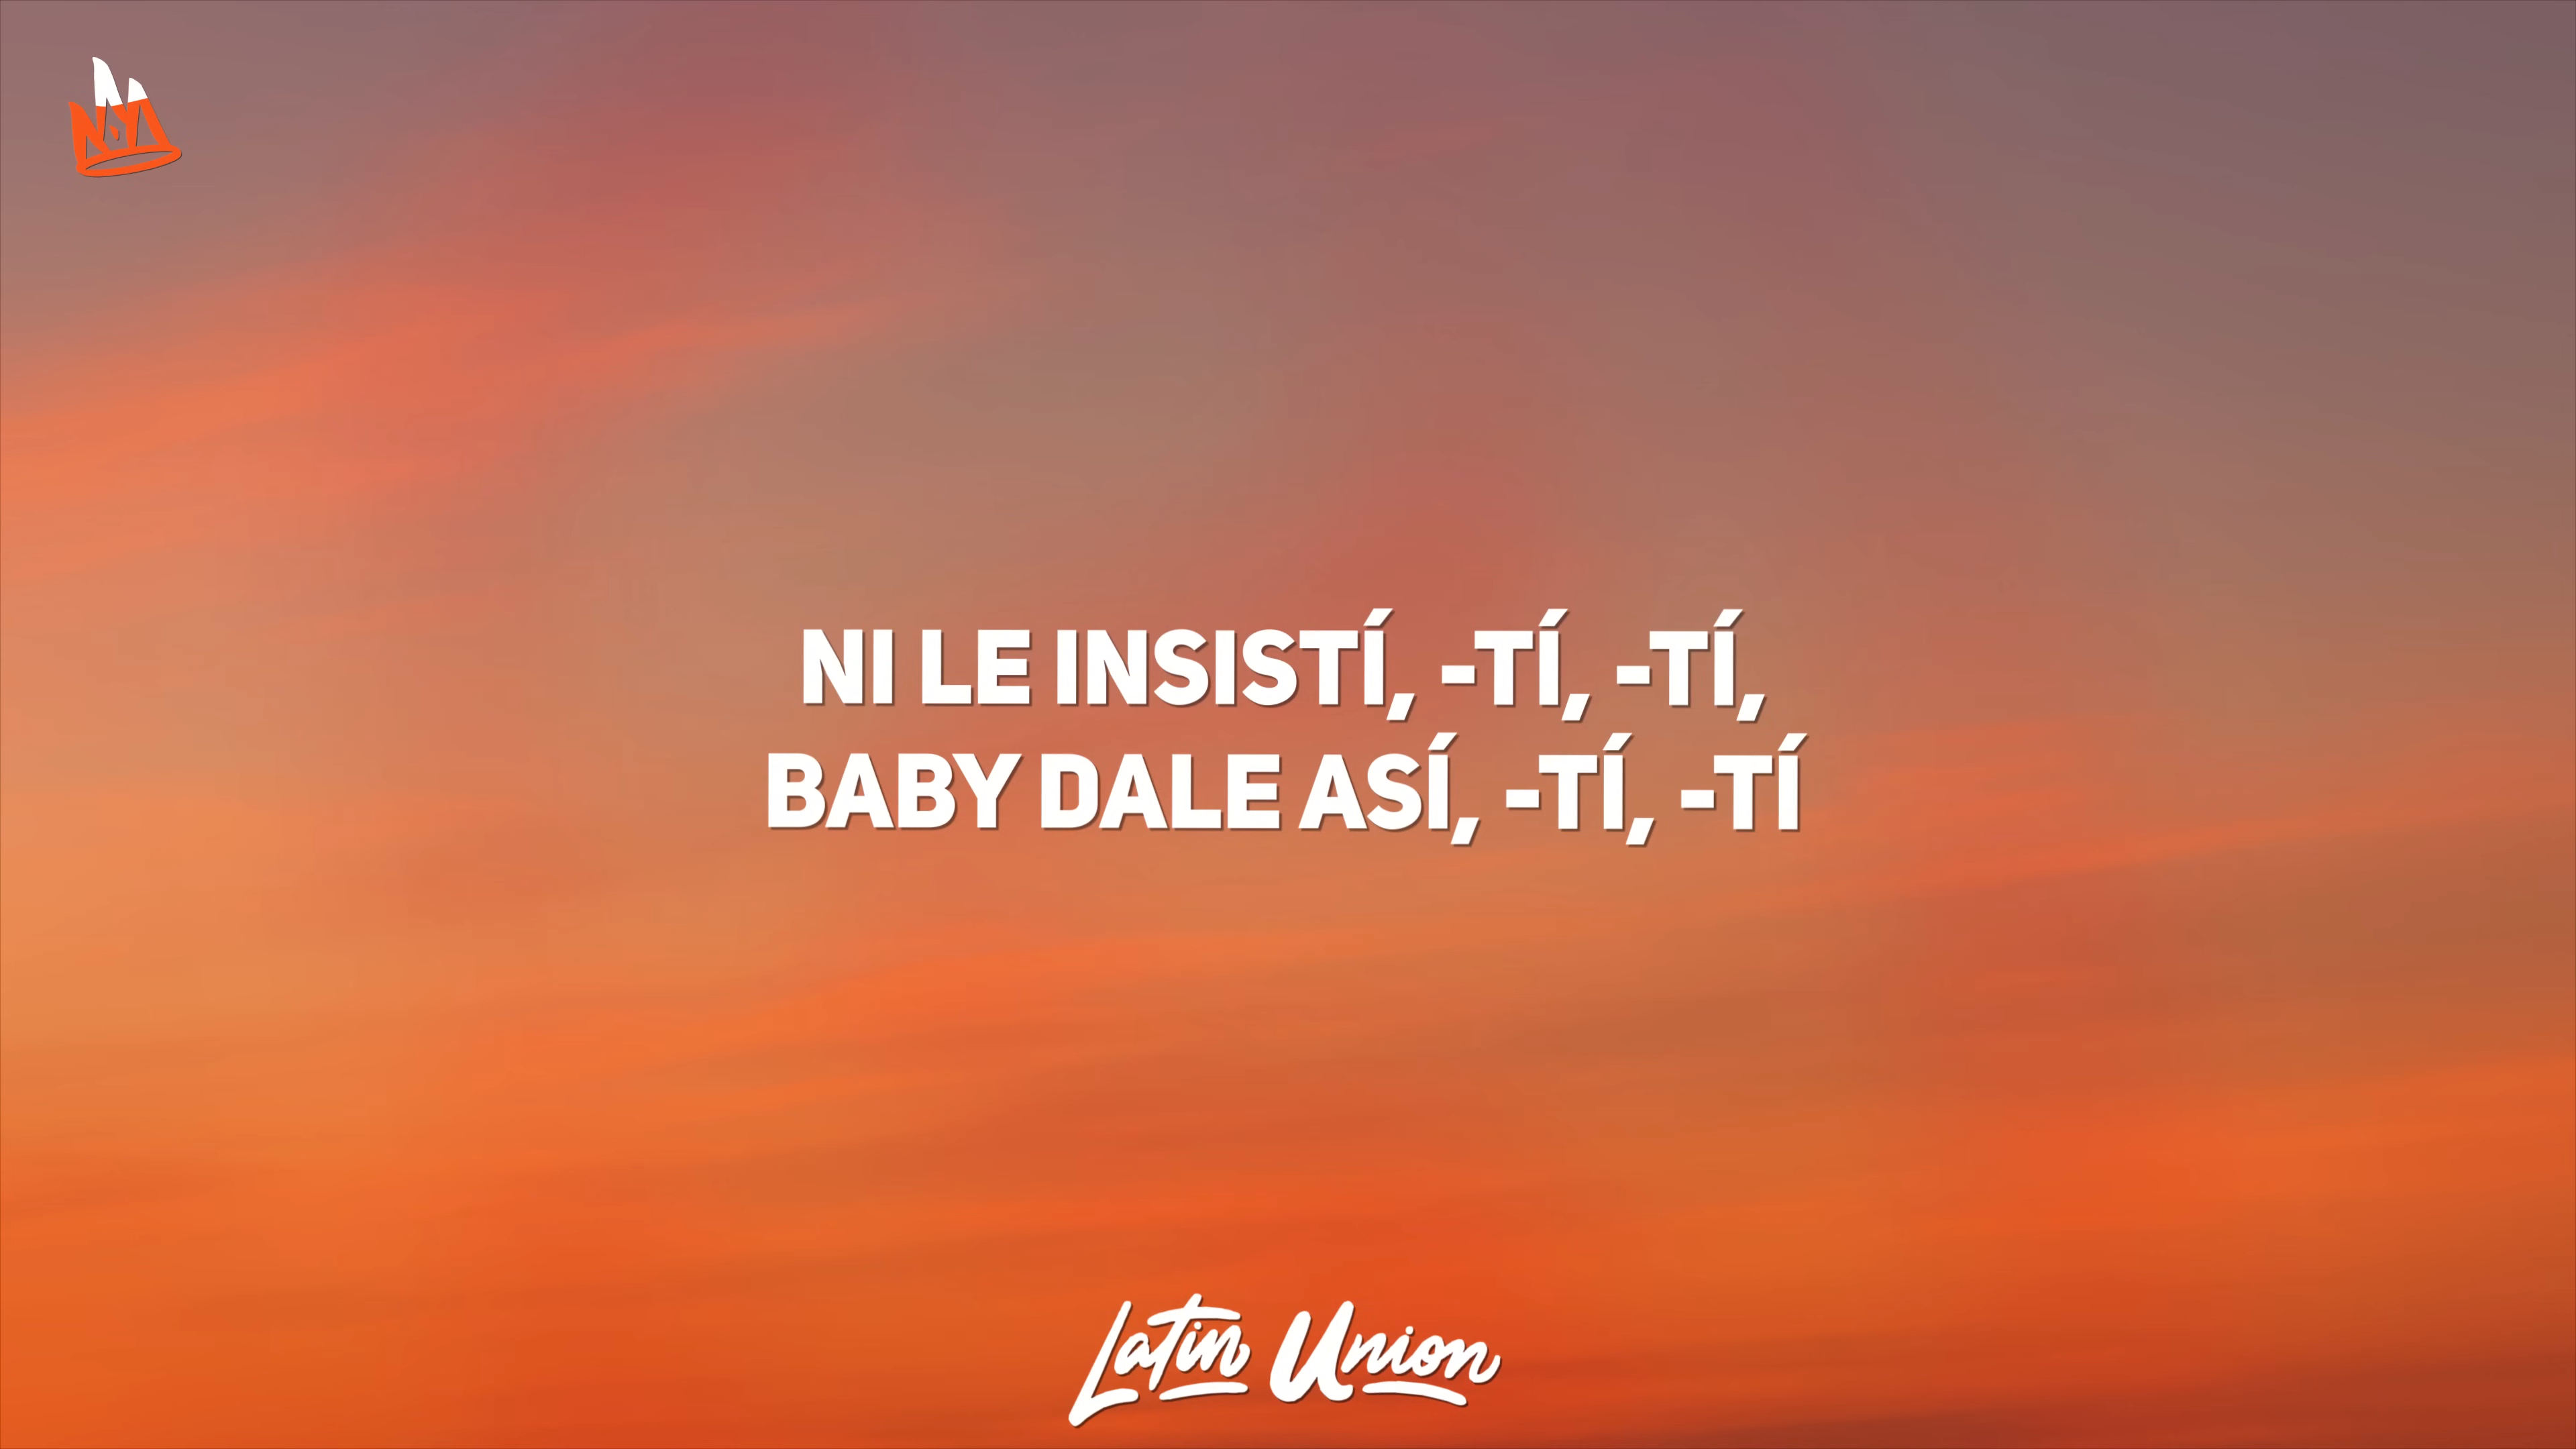 NI LE INSISTÍ, -TÍ, -TÍ,
BABY DALE ASÍ, -TÍ, -TÍ
Latin Union